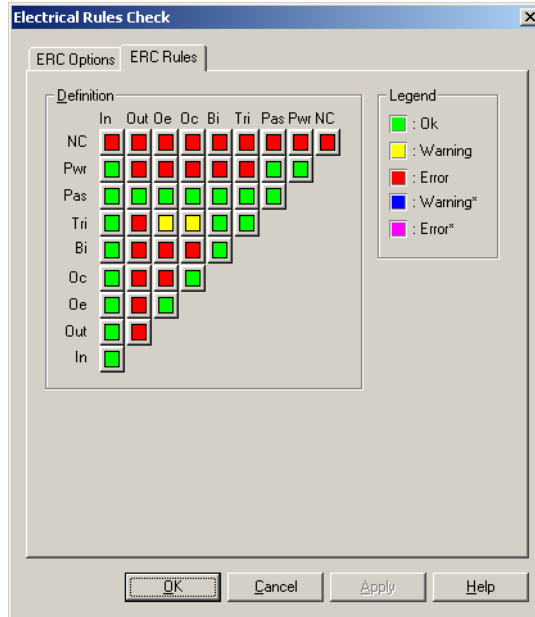 Electrical Rules Check
ERC Options ERC Rules
Definition
In Out Oe Oc Bi Tri Pas Pwr NC
NC
Pwr
Pas
Tri
Bi
Oc
Oe
Out
In
Legend
: Ok
: Warning
: Error
: Warning*
: Error*
OK Cancel Apply Help